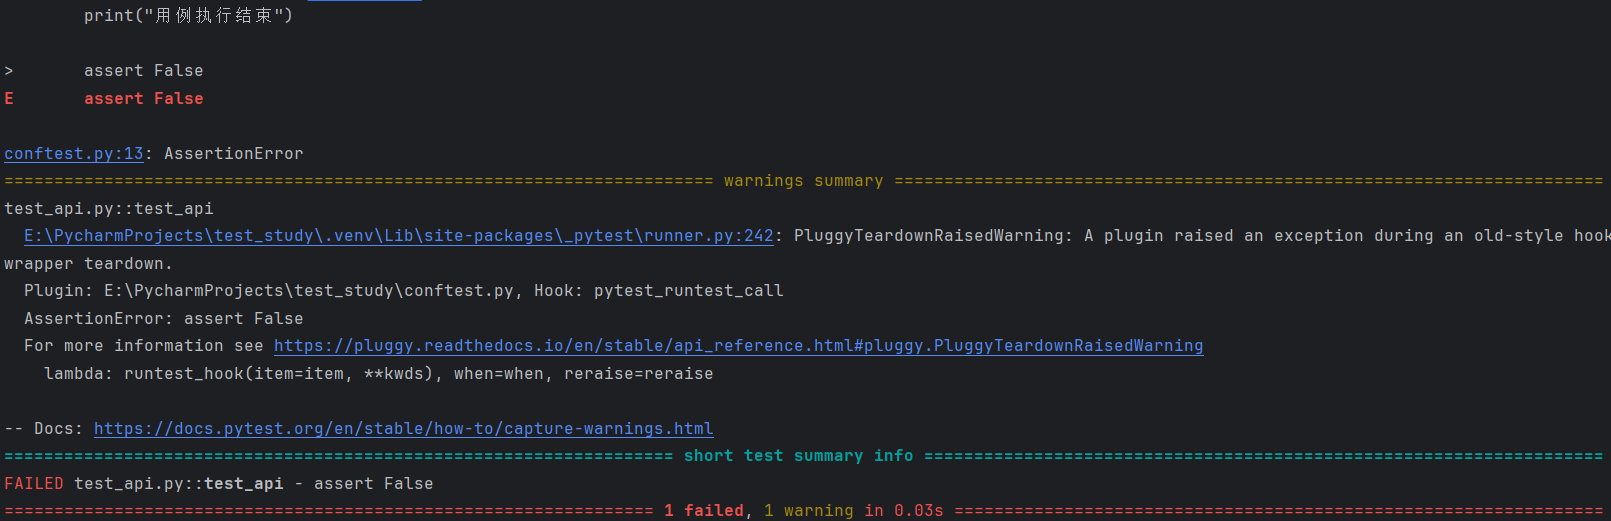 print("用例执行结束")
> assert False
E assert False
conftest.py:13: AssertionError
======================================================================= warnings summary =======================================================================
test_api.py::test_api
E:\PycharmProjects\test_study\.venv\Lib\site-packages\_pytest\runner.py:242: PluggyTeardownRaisedWarning: A plugin raised an exception during an old-style hook
wrapper teardown.
Plugin: E:\PycharmProjects\test_study\conftest.py, Hook: pytest_runtest_call
AssertionError: assert False
For more information see https://pluggy.readthedocs.io/en/stable/api_reference.html#pluggy.PluggyTeardownRaisedWarning
lambda: runtest_hook(item=item, **kwds), when=when, reraise=reraise
-- Docs: https://docs.pytest.org/en/stable/how-to/capture-warnings.html
=================================================================== short test summary info ====================================================================
FAILED test_api.py::test_api - assert False
================================================================= 1 failed, 1 warning in 0.03s =================================================================